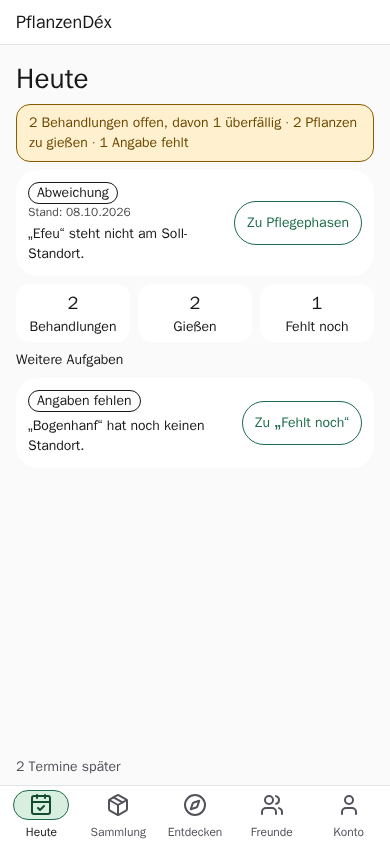 PflanzenDéx
Heute
2 Behandlungen offen, davon 1 überfällig · 2 Pflanzen
zu gießen · 1 Angabe fehlt
Abweichung
Stand: 08.10.2026
„Efeu“ steht nicht am Soll-
Standort.
Zu Pflegephasen
2
Behandlungen
2
Gießen
1
Fehlt noch
Weitere Aufgaben
Angaben fehlen
„Bogenhanf“ hat noch keinen
Standort.
Zu „Fehlt noch“
2 Termine später
Heute
Sammlung
Entdecken
Freunde
Konto